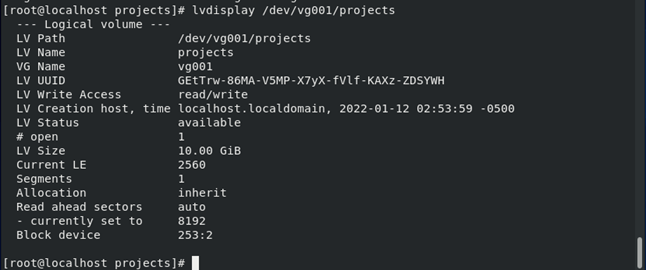 [root@localhost projects]# lvdisplay /dev/vg001/projects
--- Logical volume ---
LV Path /dev/vg001/projects
LV Name projects
VG Name vg001
LV UUID GEtTrw-86MA-V5MP-X7yX-fVlf-KAXz-ZDSYWH
LV Write Access read/write
LV Creation host, time localhost.localdomain, 2022-01-12 02:53:59 -0500
LV Status available
# open 1
LV Size 10.00 GiB
Current LE 2560
Segments 1
Allocation inherit
Read ahead sectors auto
- currently set to 8192
Block device 253:2
[root@localhost projects]#